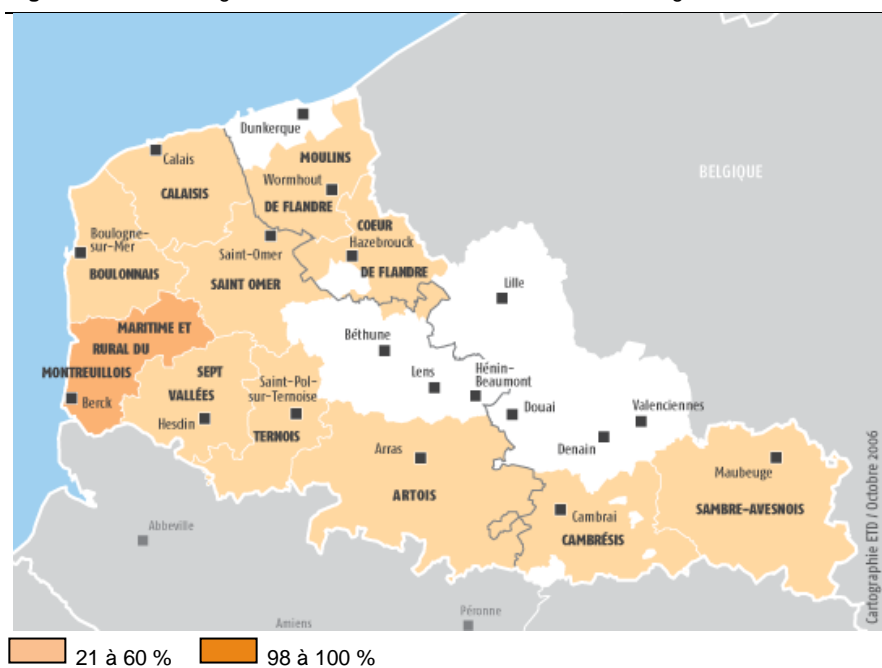 Dunkerque
Calais
CALAISIS
MOULINS
Wormhout
DE FLANDRE
COEUR
Hazebrouck
DE FLANDRE
BELGIQUE
Boulogne-
sur-Mer
BOULONNAIS
Saint-Omer
SAINT OMER
Lille
MARITIME ET
RURAL DU
MONTREUILLOIS
Berck
Béthune
Lens
Hénin-
Beaumont
SEPT
VALLÉES
Hesdin
Saint-Pol-
sur-Ternoise
TERNOIS
Douai
Valenciennes
Denain
Arras
ARTOIS
Maubeuge
SAMBRE-AVESNOIS
Cambrai
CAMBRÉSIS
Abbeville
Amiens
Péronne
Cartographie ETD / Octobre 2006
21 à 60 %
98 à 100 %